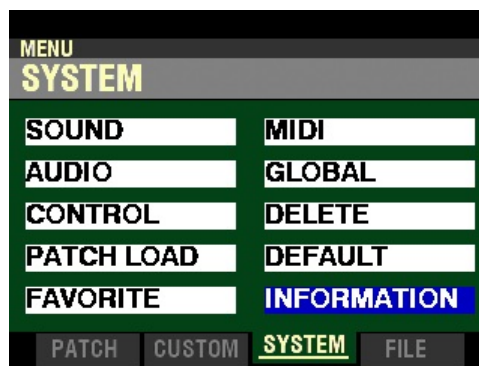 MENU
SYSTEM
SOUND MIDI
AUDIO GLOBAL
CONTROL DELETE
PATCH LOAD DEFAULT
FAVORITE INFORMATION
PATCH CUSTOM SYSTEM FILE